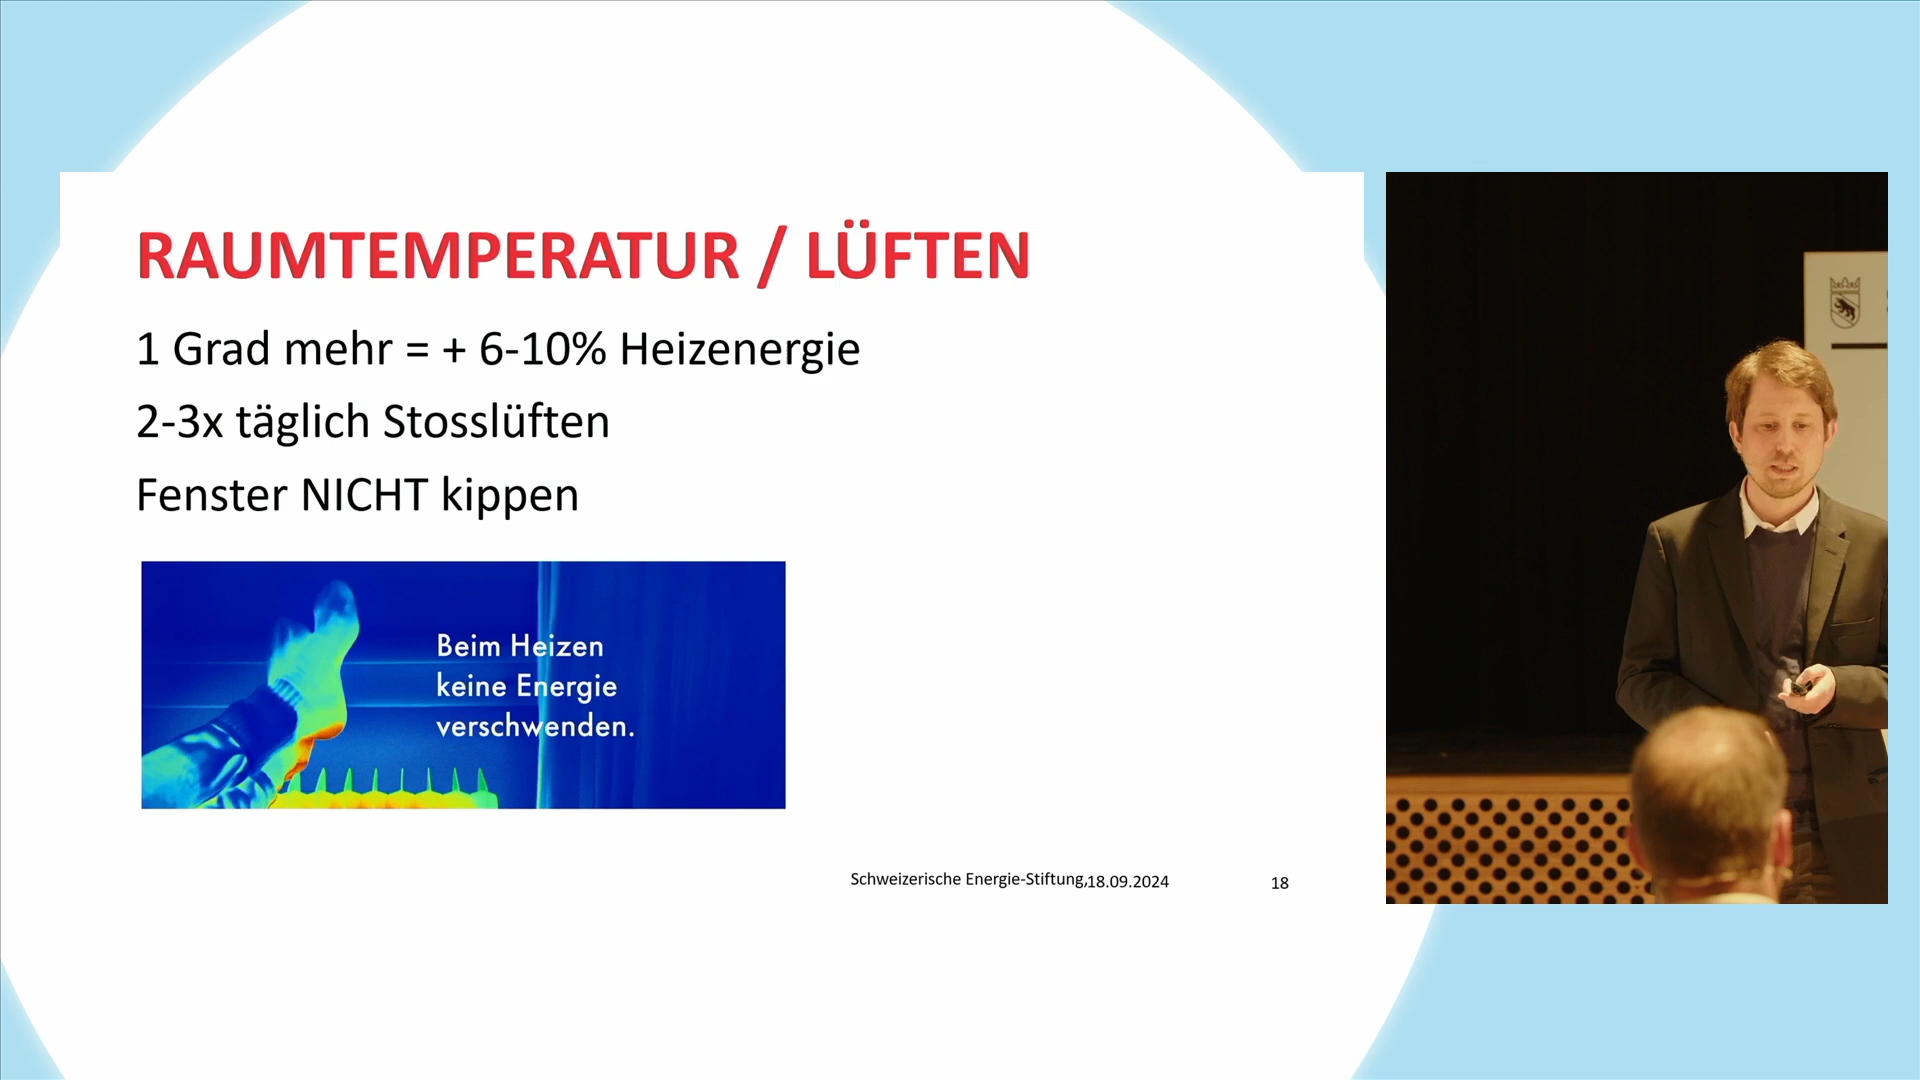 RAUMTEMPERATUR / LÜFTEN
1 Grad mehr = + 6-10% Heizenergie
2-3x täglich Stosslüften
Fenster NICHT kippen
Beim Heizen
keine Energie
verschwenden.
Schweizerische Energie-Stiftung,18.09.2024
18